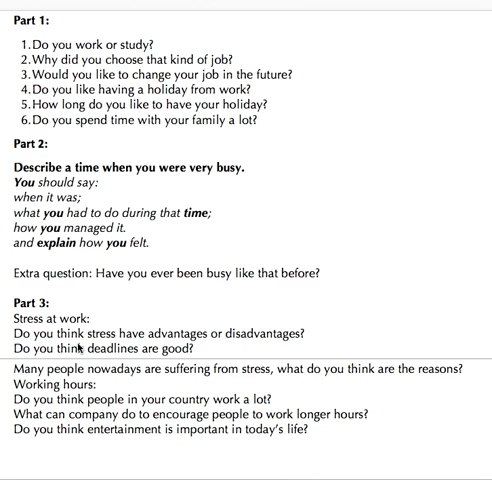 Part 1:
1. Do you work or study?
2. Why did you choose that kind of job?
3. Would you like to change your job in the future?
4. Do you like having a holiday from work?
5. How long do you like to have your holiday?
6. Do you spend time with your family a lot?
Part 2:
Describe a time when you were very busy.
You should say:
when it was;
what you had to do during that time;
how you managed it.
and explain how you felt.
Extra question: Have you ever been busy like that before?
Part 3:
Stress at work:
Do you think stress have advantages or disadvantages?
Do you think deadlines are good?
Many people nowadays are suffering from stress, what do you think are the reasons?
Working hours:
Do you think people in your country work a lot?
What can company do to encourage people to work longer hours?
Do you think entertainment is important in today's life?